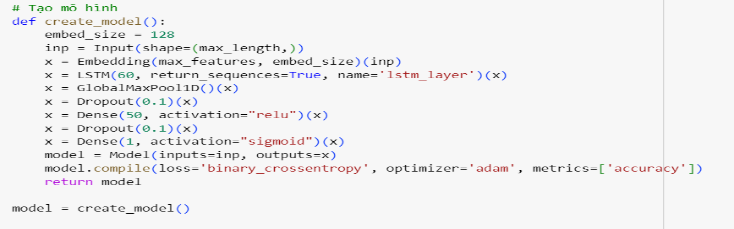 # Tạo mô hình
def create_model():
    embed_size = 128
    inp = Input(shape=(max_length,))
    x = Embedding(max_features, embed_size)(inp)
    x = LSTM(60, return_sequences=True, name='lstm_layer')(x)
    x = GlobalMaxPool1D()(x)
    x = Dropout(0.1)(x)
    x = Dense(50, activation="relu")(x)
    x = Dropout(0.1)(x)
    x = Dense(1, activation="sigmoid")(x)
    model = Model(inputs=inp, outputs=x)
    model.compile(loss='binary_crossentropy', optimizer='adam', metrics=['accuracy'])
    return model
model = create_model()